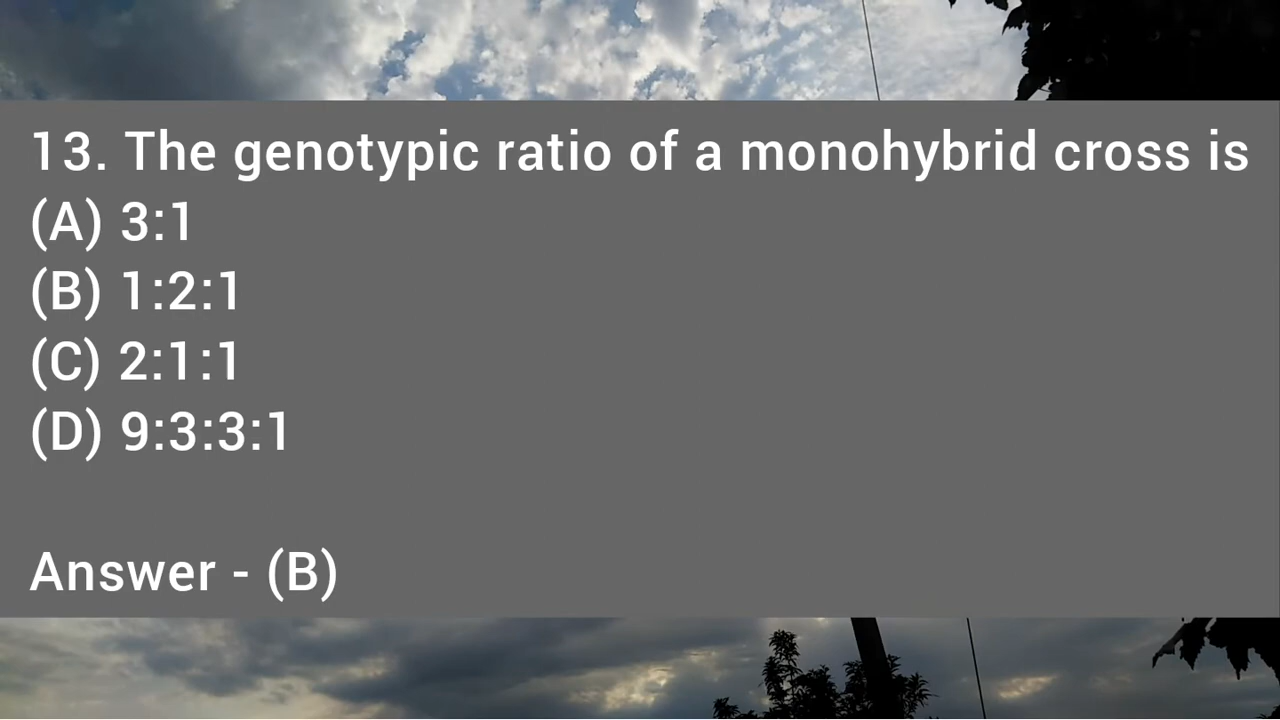 13. The genotypic ratio of a monohybrid cross is
(A) 3:1
(B) 1:2:1
(C) 2:1:1
(D) 9:3:3:1
Answer - (B)